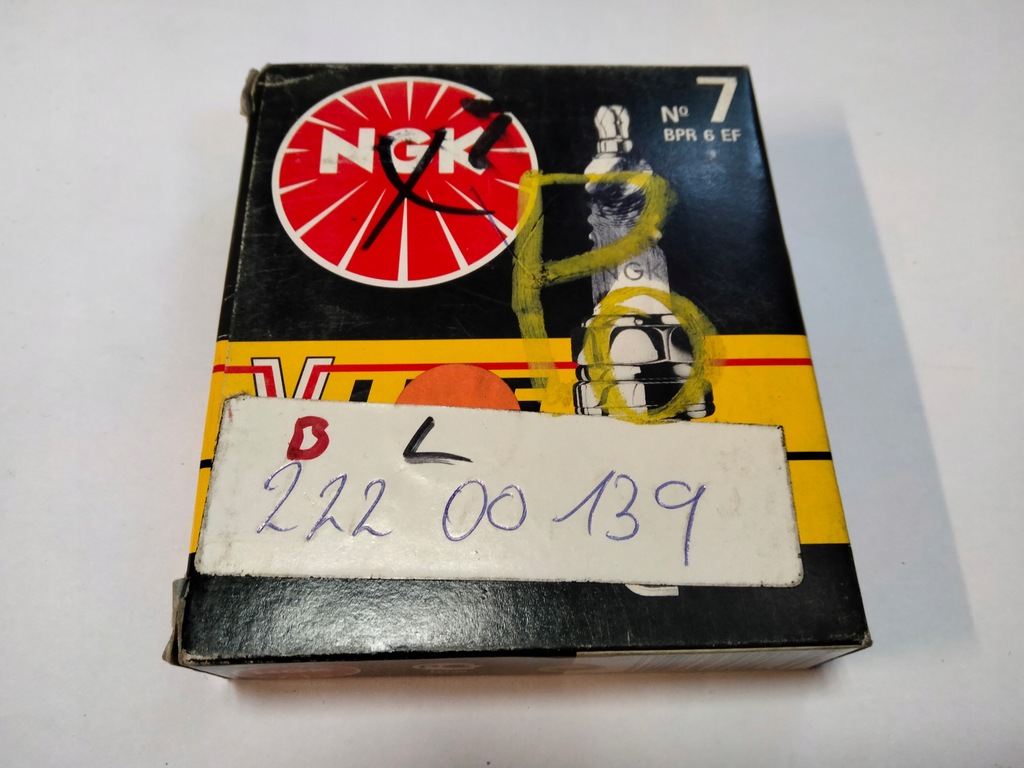 NGK
Nº 7
BPR 6 EF
NGK
B L
222 00 139